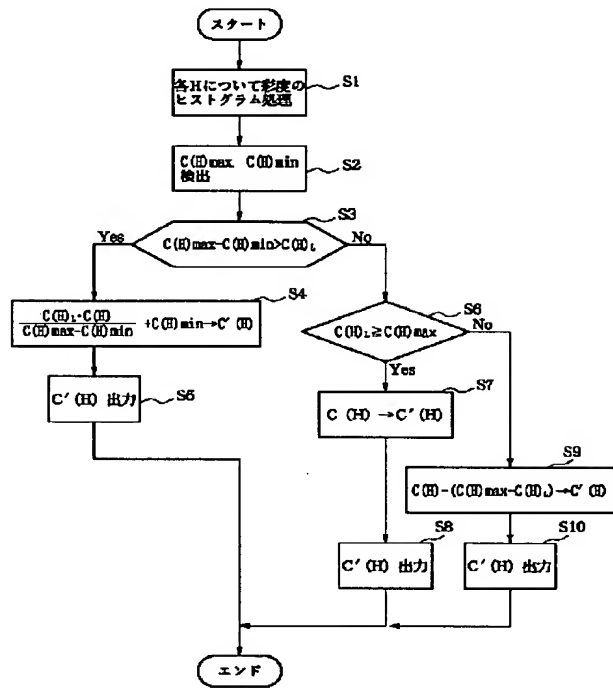 スタート
S1
各Hについて彩度の
ヒストグラム処理
S2
C(H)max, C(H)min
検出
S3
Yes
C(H)max-C(H)min>C(H)L
No
S4
C(H)L・C(H)
C(H)max-C(H)min
+C(H)min→C′(H)
S5
C′(H) 出力
S6
C(H)L≧C(H)max
No
Yes
S7
C (H) →C′(H)
S9
C(H)-(C(H)max-C(H)L)→C′(H)
S8
C′(H) 出力
S10
C′(H) 出力
エンド